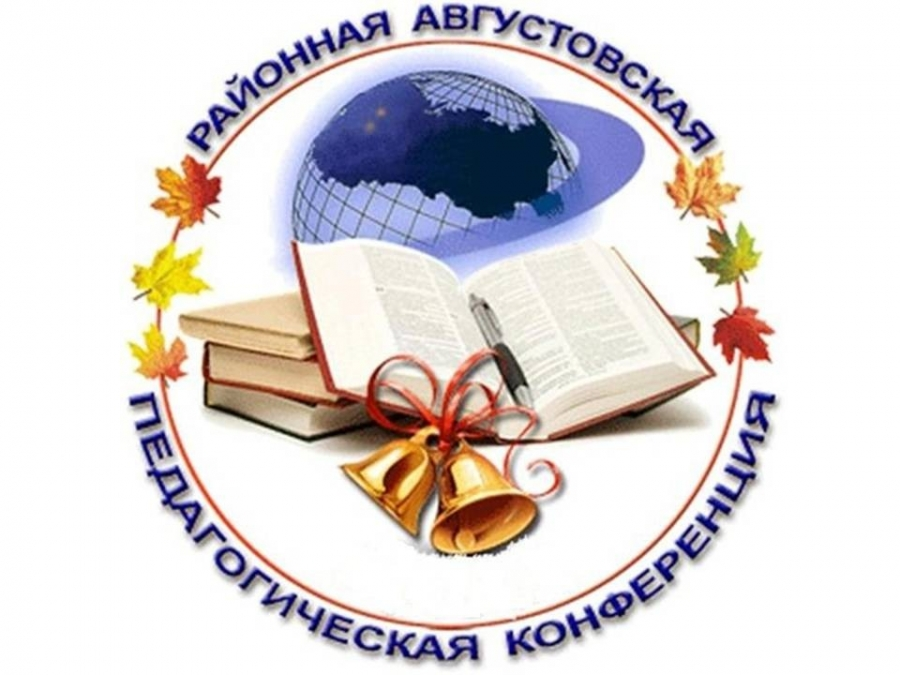 РАЙОННАЯ АВГУСТОВСКАЯ
ПЕДАГОГИЧЕСКАЯ КОНФЕРЕНЦИЯ